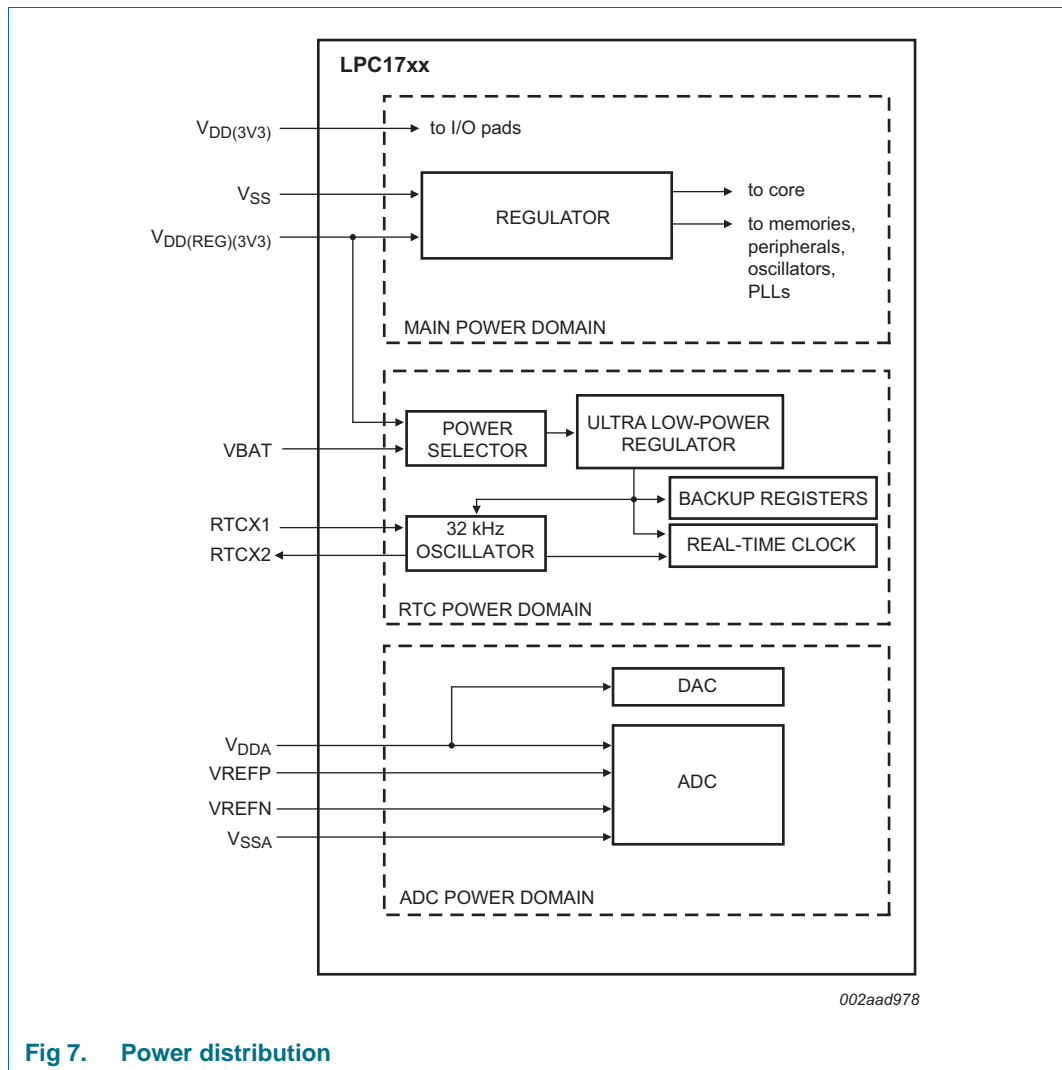 LPC17xx
VDD(3V3)
to I/O pads
VSS
REGULATOR
to core
VDD(REG)(3V3)
to memories,
peripherals,
oscillators,
PLLs
MAIN POWER DOMAIN
POWER
SELECTOR
ULTRA LOW-POWER
REGULATOR
VBAT
BACKUP REGISTERS
RTCX1
32 kHz
OSCILLATOR
REAL-TIME CLOCK
RTCX2
RTC POWER DOMAIN
DAC
VDDA
VREFP
ADC
VREFN
VSSA
ADC POWER DOMAIN
002aad978
Fig 7. Power distribution